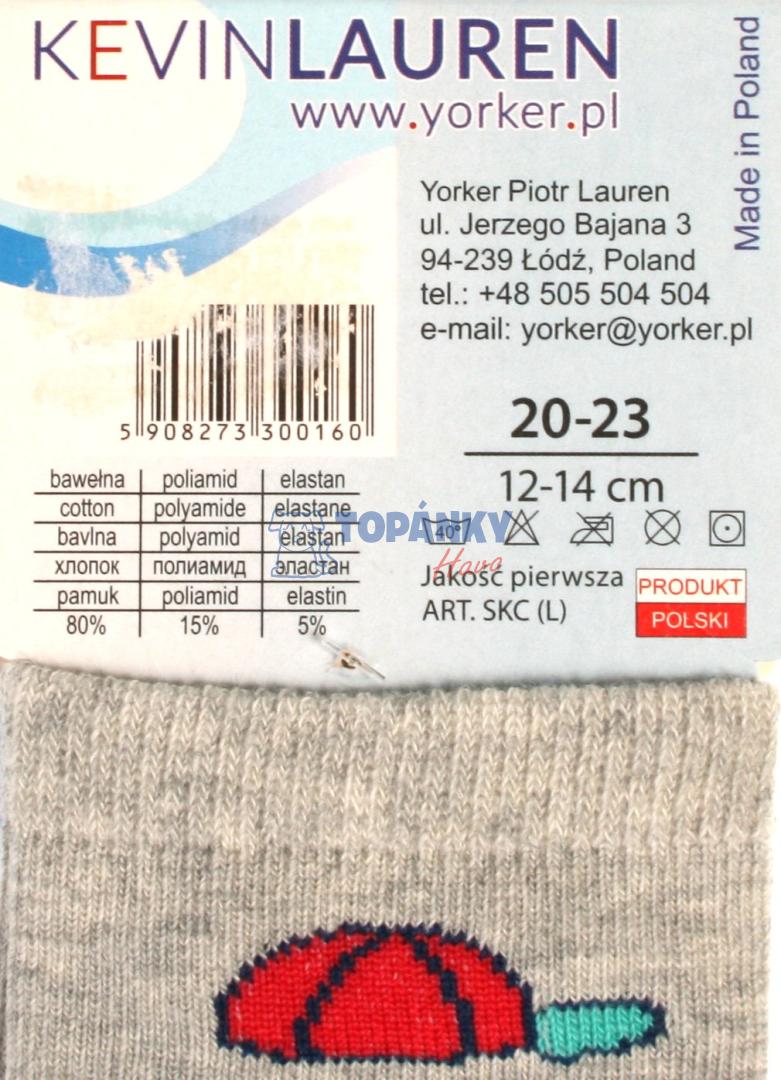 KEVINLAUREN
www.yorker.pl
Made in Poland
Yorker Piotr Lauren
ul. Jerzego Bajana 3
94-239 Łódź, Poland
tel.: +48 505 504 504
e-mail: yorker@yorker.pl
5 908273 300160
20-23
12-14 cm
bawełna poliamid elastan
cotton polyamide elastane
bavlna polyamid elastan
хлопок полиамид эластан
pamuk poliamid elastin
80% 15% 5%
TOPÁNKY
Hava
40°
Jakość pierwsza
ART. SKC (L)
PRODUKT
POLSKI